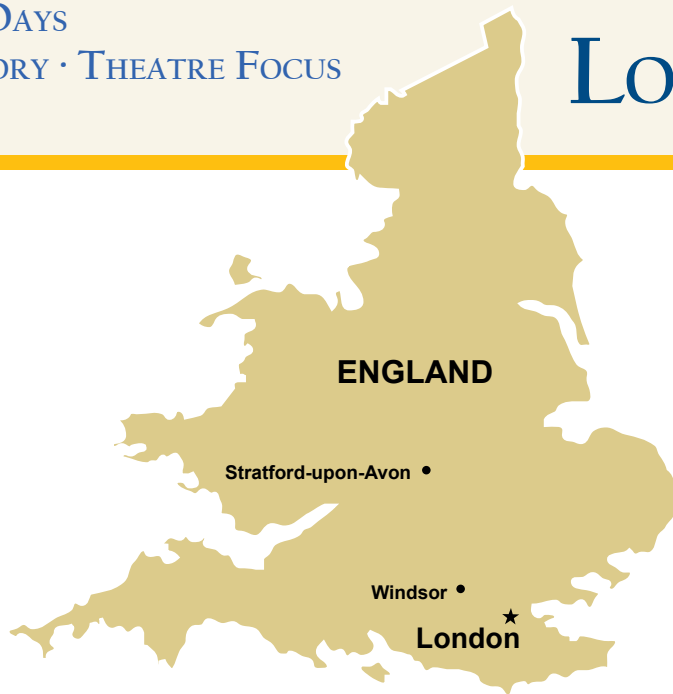 DAYS
ORY · THEATRE FOCUS
LO
ENGLAND
Stratford-upon-Avon
Windsor
London